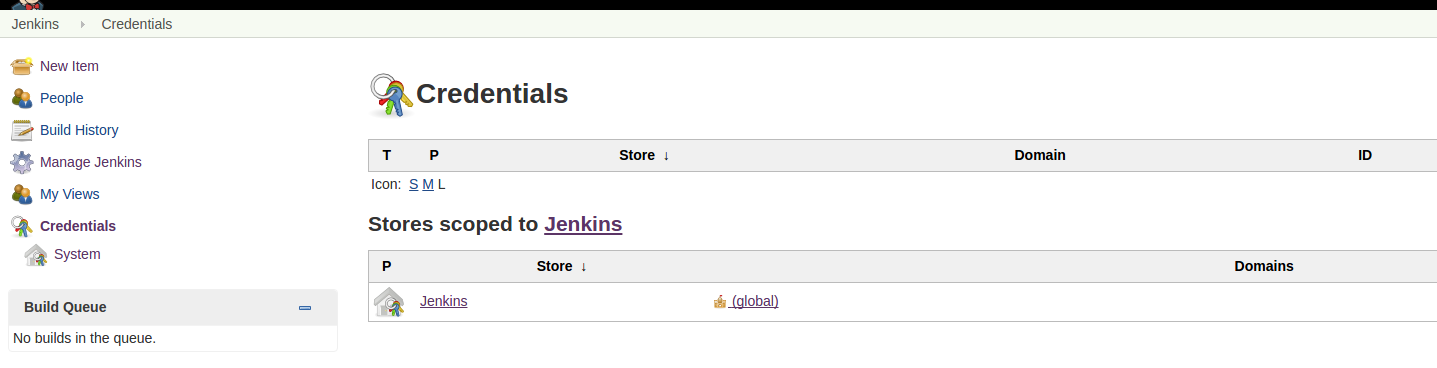 Jenkins Credentials
New Item
People
Build History
Manage Jenkins
My Views
Credentials
System
Build Queue
No builds in the queue.
Credentials
T P Store ↓ Domain ID
Icon: S M L
Stores scoped to Jenkins
P Store ↓ Domains
Jenkins (global)